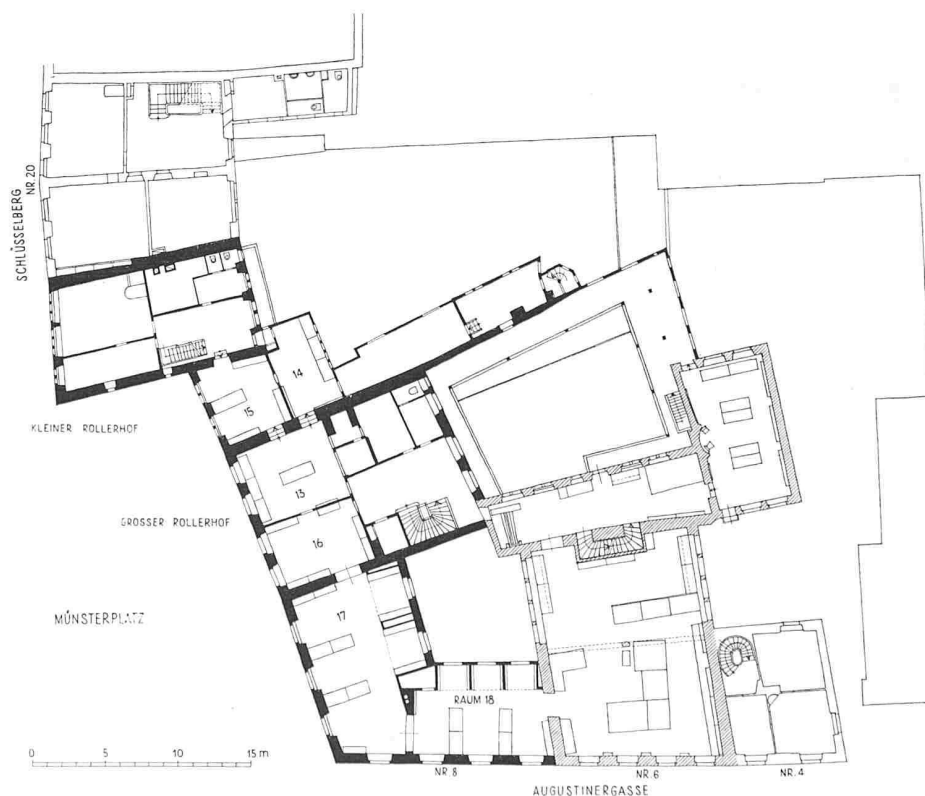 SCHLÜSSELBERG
NR. 20
14
15
KLEINER ROLLERHOF
13
GROSSER ROLLERHOF
16
MÜNSTERPLATZ
17
RAUM 18
0 5 10 15 m
NR. 8
NR. 6
NR. 4
AUGUSTINERGASSE